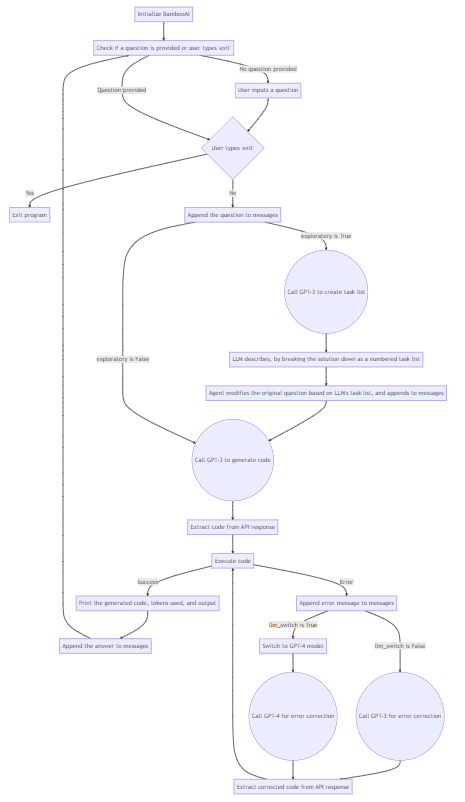 Initialize BambooAI
Check if a question is provided or user types 'exit'
No question provided
Question provided
User inputs a question
User types 'exit'
Yes
No
Exit program
Append the question to messages
exploratory is True
Call GPT-3 to create task list
exploratory is False
LLM describes, by breaking the solution down as a numbered task list
Agent modifies the original question based on LLM's task list, and appends to messages
Call GPT-3 to generate code
Extract code from API response
Execute code
Success
Error
Print the generated code, tokens used, and output
Append error message to messages
llm_switch is True
Append the answer to messages
Switch to GPT-4 model
llm_switch is False
Call GPT-4 for error correction
Call GPT-3 for error correction
Extract corrected code from API response